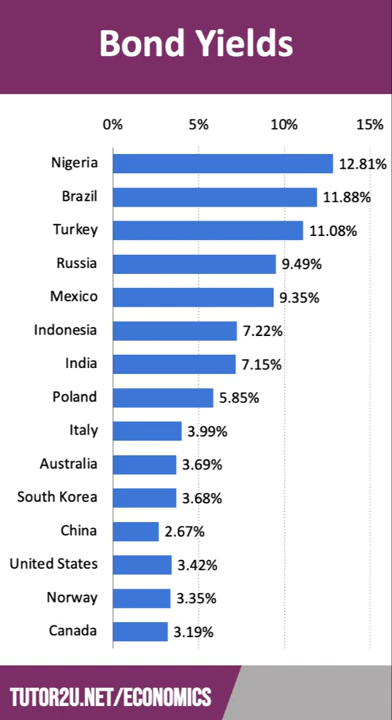 Bond Yields
0% 5% 10% 15%
Nigeria 12.81%
Brazil 11.88%
Turkey 11.08%
Russia 9.49%
Mexico 9.35%
Indonesia 7.22%
India 7.15%
Poland 5.85%
Italy 3.99%
Australia 3.69%
South Korea 3.68%
China 2.67%
United States 3.42%
Norway 3.35%
Canada 3.19%
TUTOR2U.NET/ECONOMICS